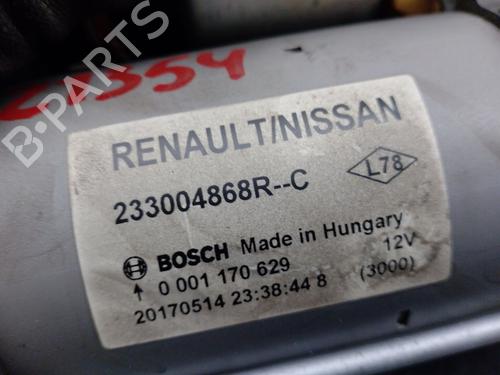 C1554
B-PARTS
RENAULT/NISSAN
233004868R--C
L78
BOSCH Made in Hungary
0 001 170 629
12V
20170514 23:38:44 8
(3000)